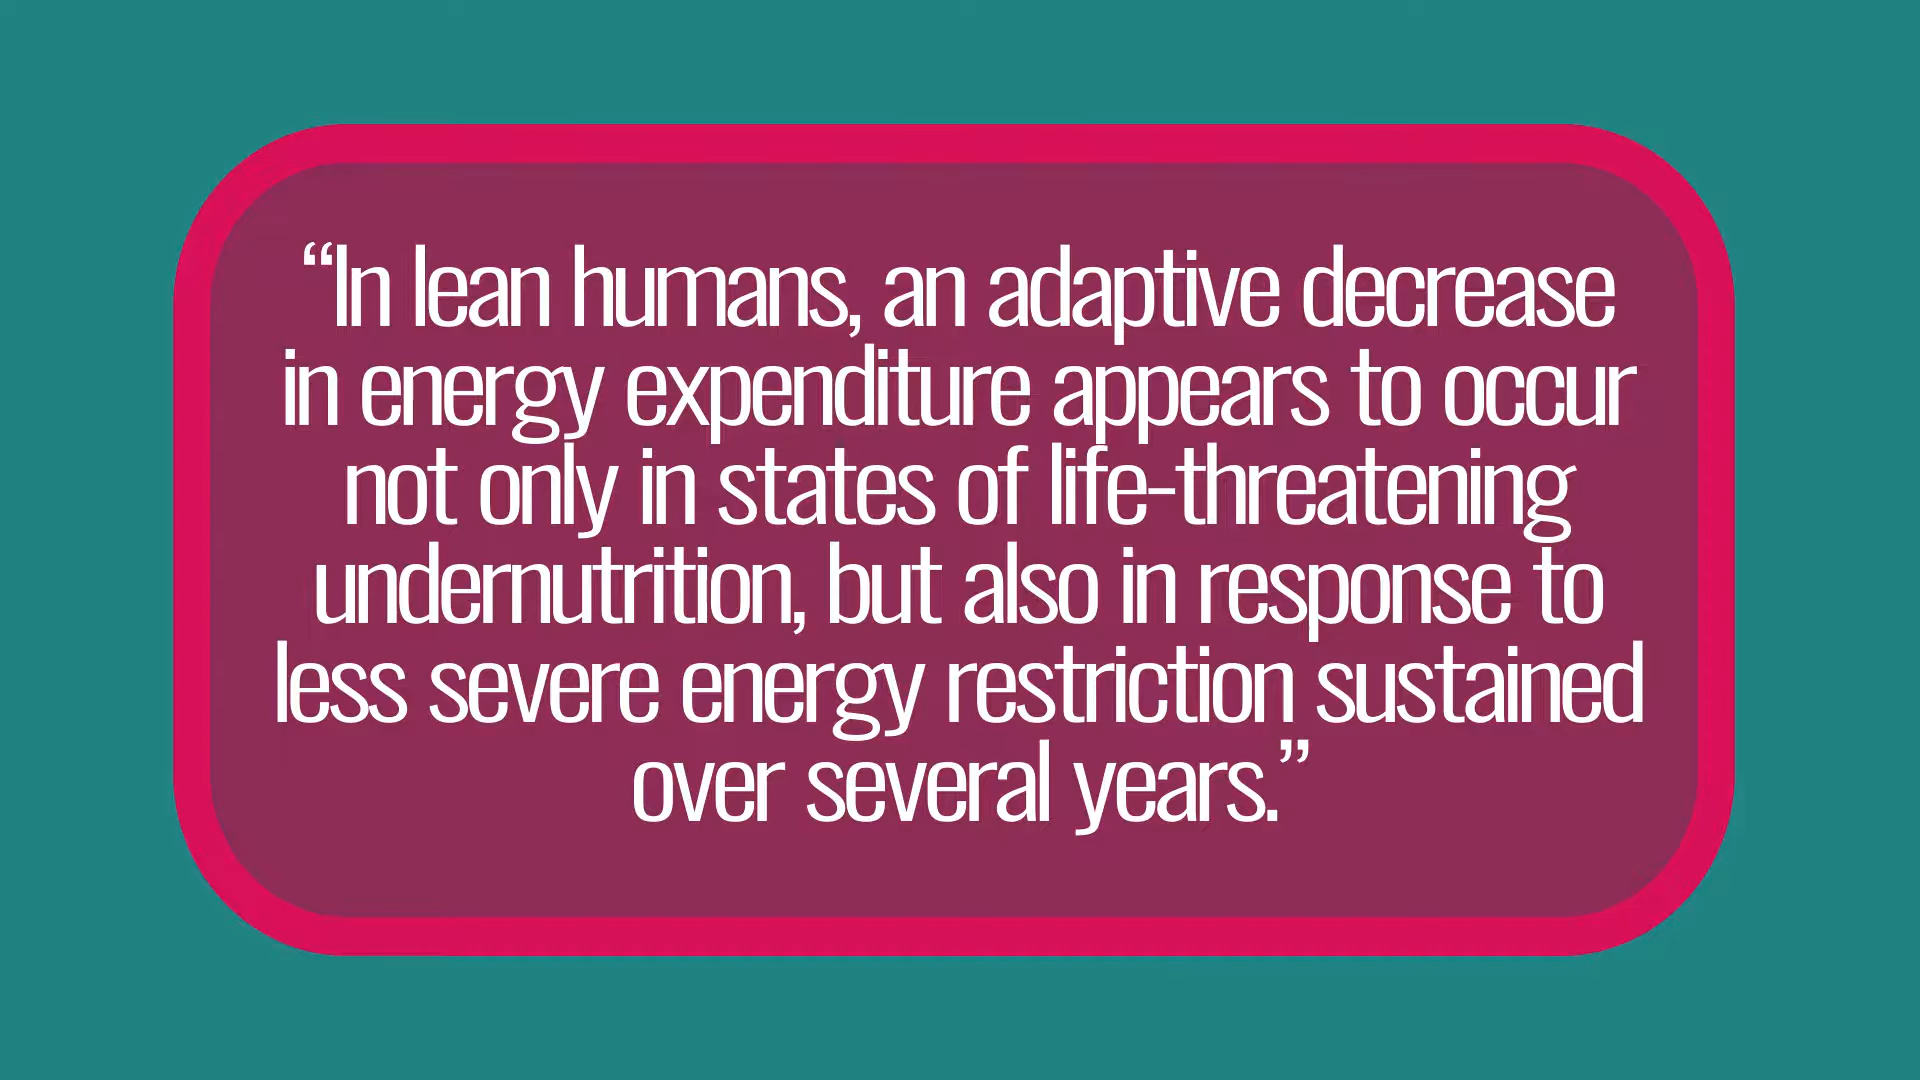 “In lean humans, an adaptive decrease
in energy expenditure appears to occur
not only in states of life-threatening
undernutrition, but also in response to
less severe energy restriction sustained
over several years.”